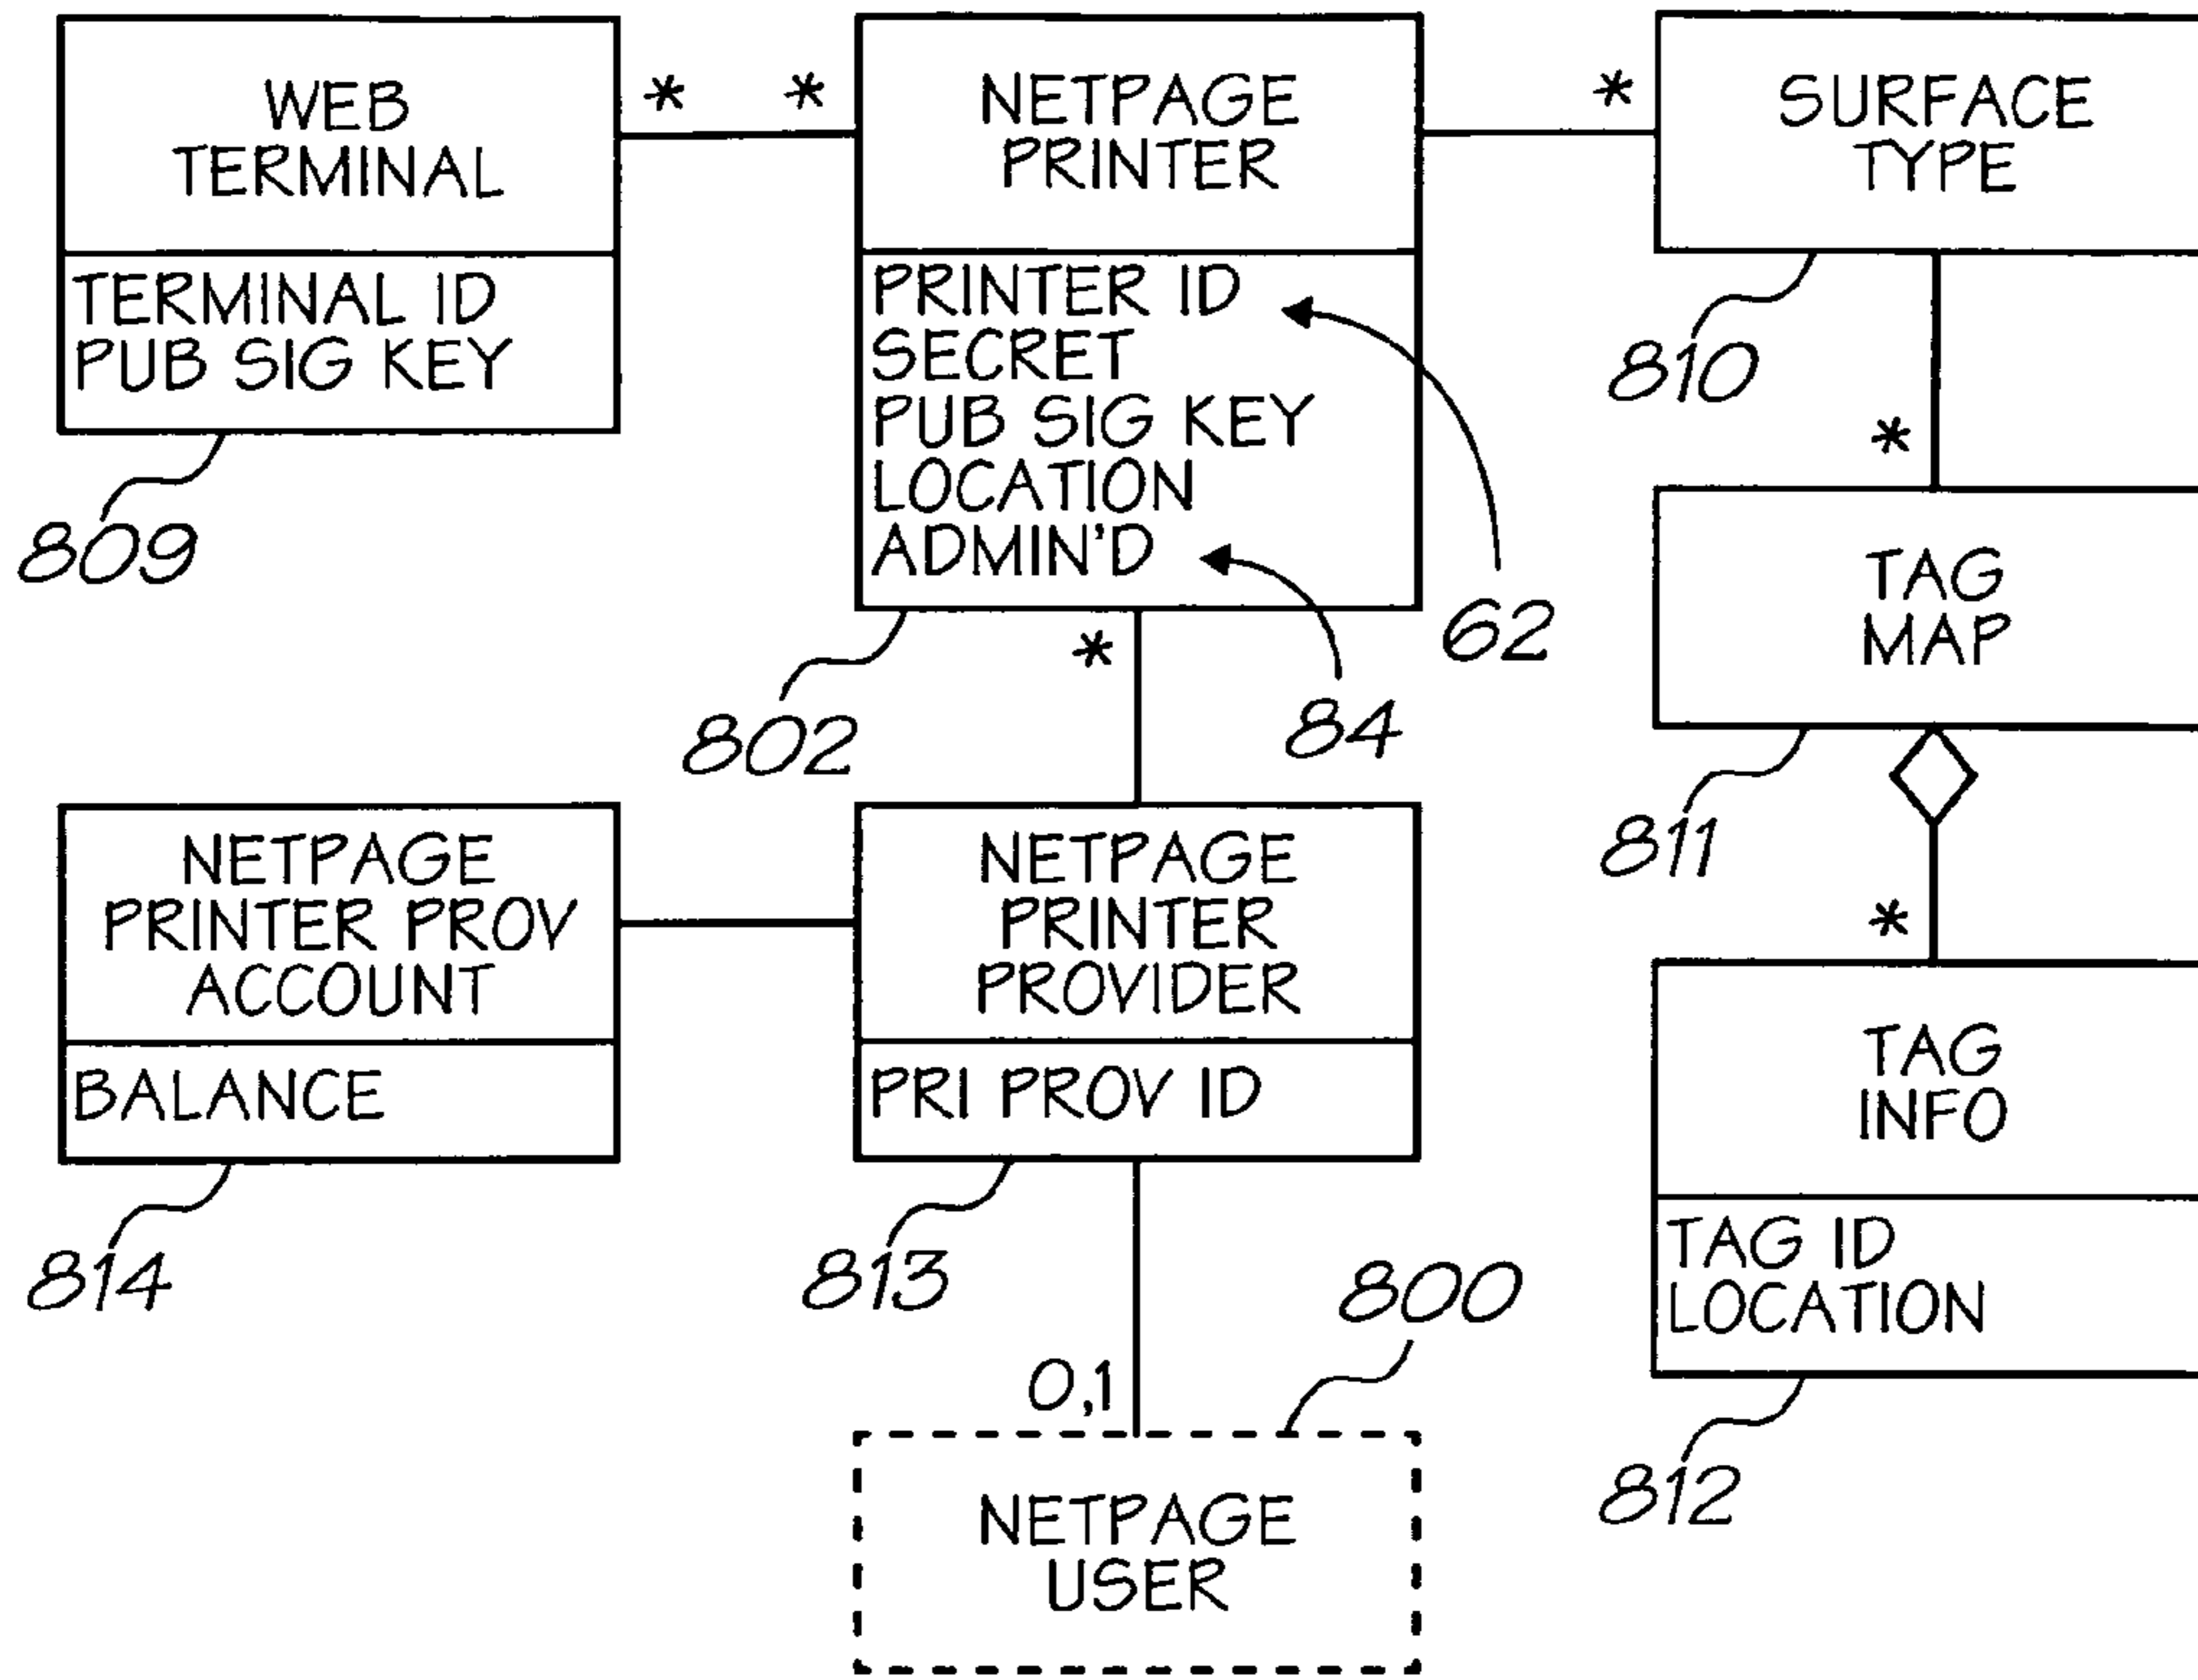 WEB
TERMINAL
TERMINAL ID
PUB SIG KEY
809
*
*
NETPAGE
PRINTER
PRINTER ID
SECRET
PUB SIG KEY
LOCATION
ADMIN'D
62
84
802
*
*
SURFACE
TYPE
810
*
TAG
MAP
811
*
TAG
INFO
TAG ID
LOCATION
812
NETPAGE
PRINTER PROV
ACCOUNT
BALANCE
814
NETPAGE
PRINTER
PROVIDER
PRI PROV ID
813
800
0,1
NETPAGE
USER